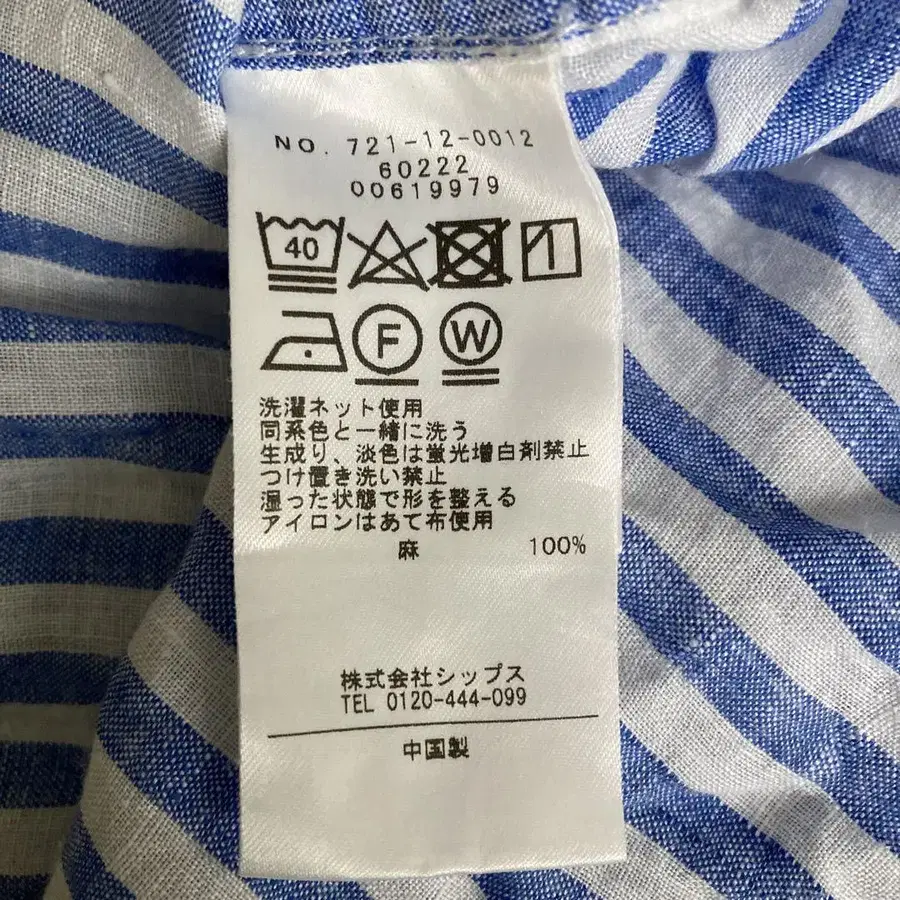 NO. 721-12-0012
60222
00619979
40
F W
洗濯ネット使用
同系色と一緒に洗う
生成り、淡色は蛍光増白剤禁止
つけ置き洗い禁止
湿った状態で形を整える
アイロンはあて布使用
麻 100%
株式会社シップス
TEL 0120-444-099
中国製